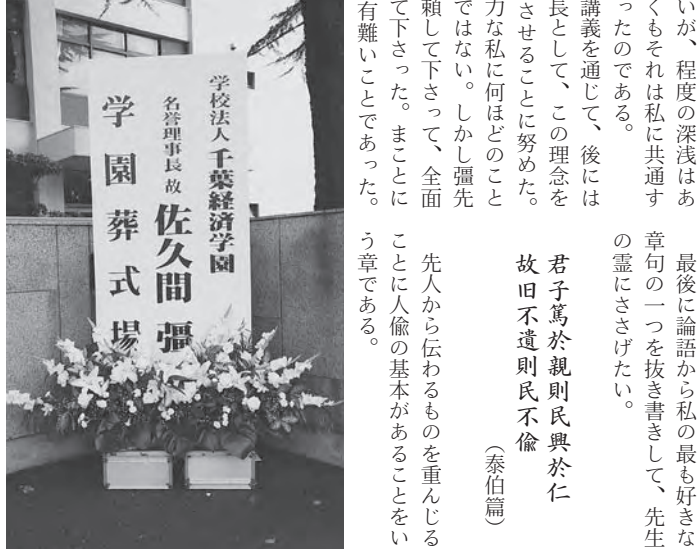 いが、程度の深浅はあ
くもそれは私に共通す
ったのである。
講義を通じて、後には
長として、この理念を
させることに努めた。
力な私に何ほどのこと
ではない。しかし彊先
頼して下さって、全面
て下さった。まことに
有難いことであった。
最後に論語から私の最も好きな
章句の一つを抜き書きして、先生
の霊にささげたい。
君子篤於親則民興於仁
故旧不遺則民不偸
（泰伯篇）
先人から伝わるものを重んじる
ことに人倫の基本があることをい
う章である。
学校法人 千葉経済学園
名誉理事長 故 佐久間 彊
学園葬式場